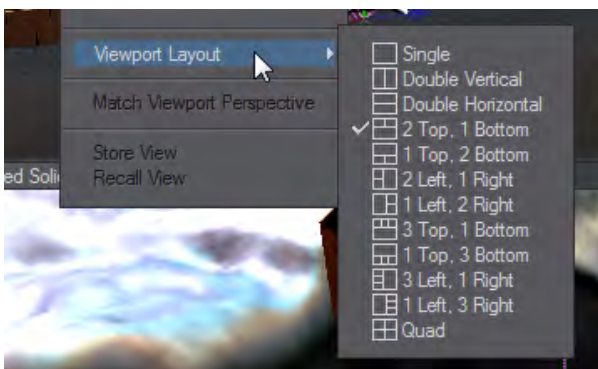 Viewport Layout
Match Viewport Perspective
Store View
Recall View
ed Soli
Single
Double Vertical
Double Horizontal
2 Top, 1 Bottom
1 Top, 2 Bottom
2 Left, 1 Right
1 Left, 2 Right
3 Top, 1 Bottom
1 Top, 3 Bottom
3 Left, 1 Right
1 Left, 3 Right
Quad